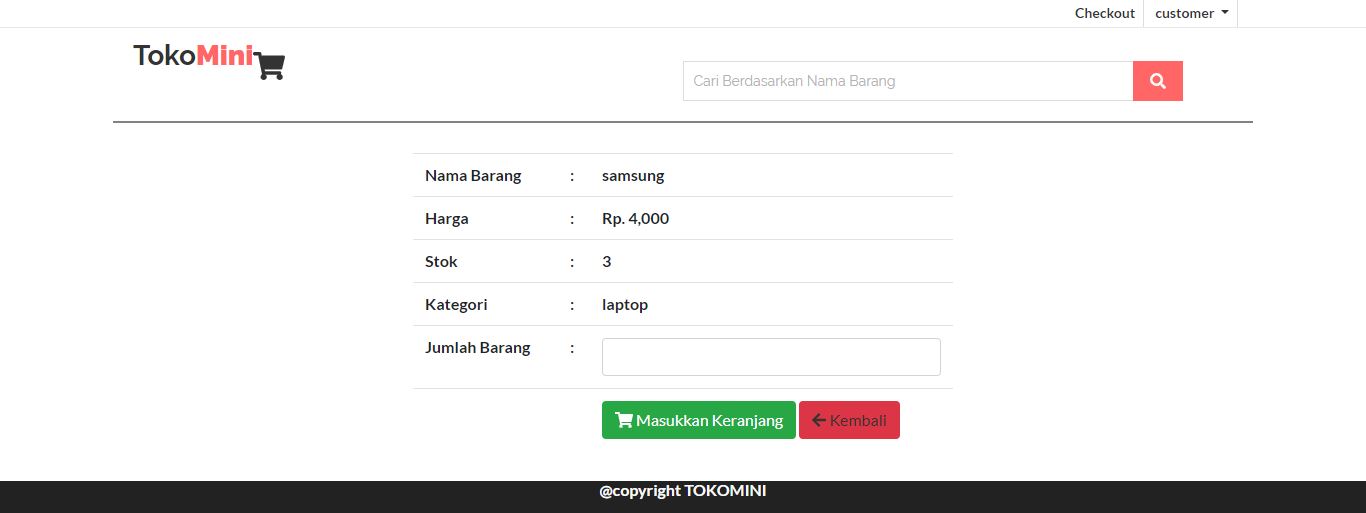 Checkout customer
TokoMini
Cari Berdasarkan Nama Barang
Nama Barang : samsung
Harga : Rp. 4,000
Stok : 3
Kategori : laptop
Jumlah Barang :
Masukkan Keranjang Kembali
@copyright TOKOMINI